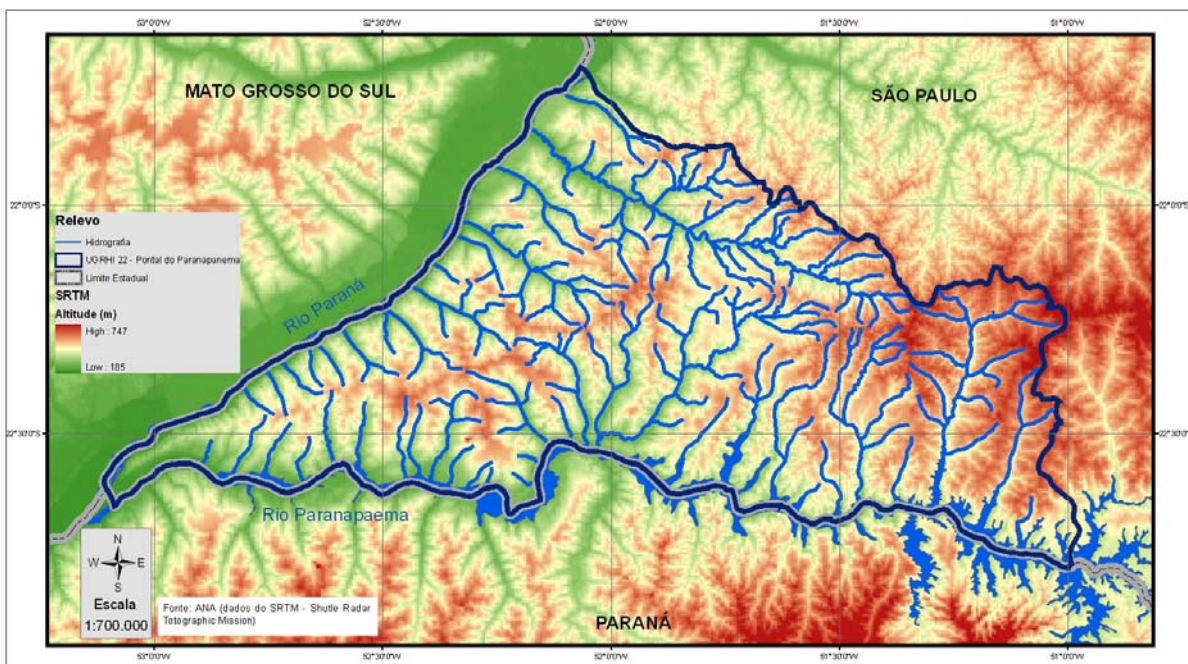 53°0'0"W 52°30'0"W 52°0'0"W 51°30'0"W 51°0'0"W
MATO GROSSO DO SUL
SÃO PAULO
22°0'0"S 22°0'0"S
Relevo
Hidrografia
UGRHI 22 - Pontal do Paranapanema
Limite Estadual
SRTM
Altitude (m)
High : 747
Low : 185
Rio Paraná
22°30'0"S 22°30'0"S
Rio Paranapaema
N
W E
S
Escala
1:700.000
Fonte: ANA (dados do SRTM - Shutle Radar
Totographic Mission)
PARANÁ
53°0'0"W 52°30'0"W 52°0'0"W 51°30'0"W 51°0'0"W